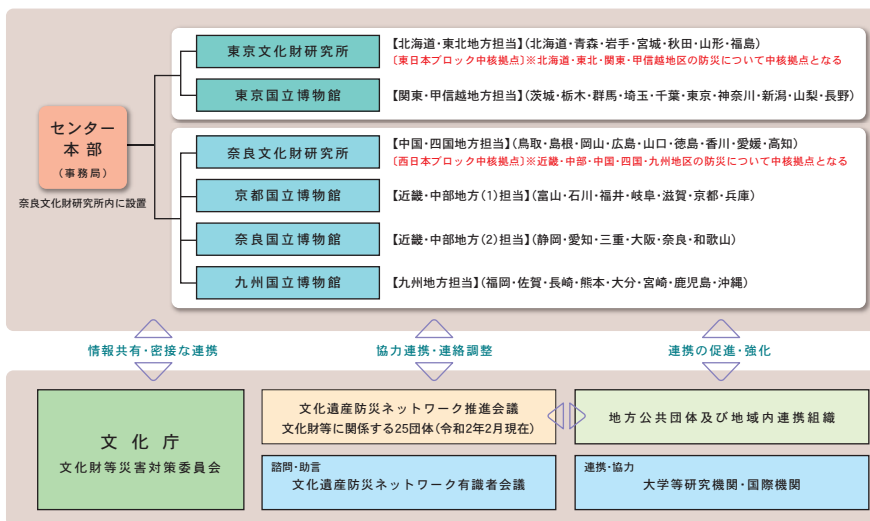 東京文化財研究所
【北海道・東北地方担当】(北海道・青森・岩手・宮城・秋田・山形・福島)
〔東日本ブロック中核拠点〕※北海道・東北・関東・甲信越地区の防災について中核拠点となる
東京国立博物館
【関東・甲信越地方担当】(茨城・栃木・群馬・埼玉・千葉・東京・神奈川・新潟・山梨・長野)
センター
本部
(事務局)
奈良文化財研究所内に設置
奈良文化財研究所
【中国・四国地方担当】(鳥取・島根・岡山・広島・山口・徳島・香川・愛媛・高知)
〔西日本ブロック中核拠点〕※近畿・中部・中国・四国・九州地区の防災について中核拠点となる
京都国立博物館
【近畿・中部地方(1)担当】(富山・石川・福井・岐阜・滋賀・京都・兵庫)
奈良国立博物館
【近畿・中部地方(2)担当】(静岡・愛知・三重・大阪・奈良・和歌山)
九州国立博物館
【九州地方担当】(福岡・佐賀・長崎・熊本・大分・宮崎・鹿児島・沖縄)
情報共有・密接な連携
協力連携・連絡調整
連携の促進・強化
文化庁
文化財等災害対策委員会
文化遺産防災ネットワーク推進会議
文化財等に関係する25団体(令和2年2月現在)
地方公共団体及び地域内連携組織
諮問・助言
文化遺産防災ネットワーク有識者会議
連携・協力
大学等研究機関・国際機関